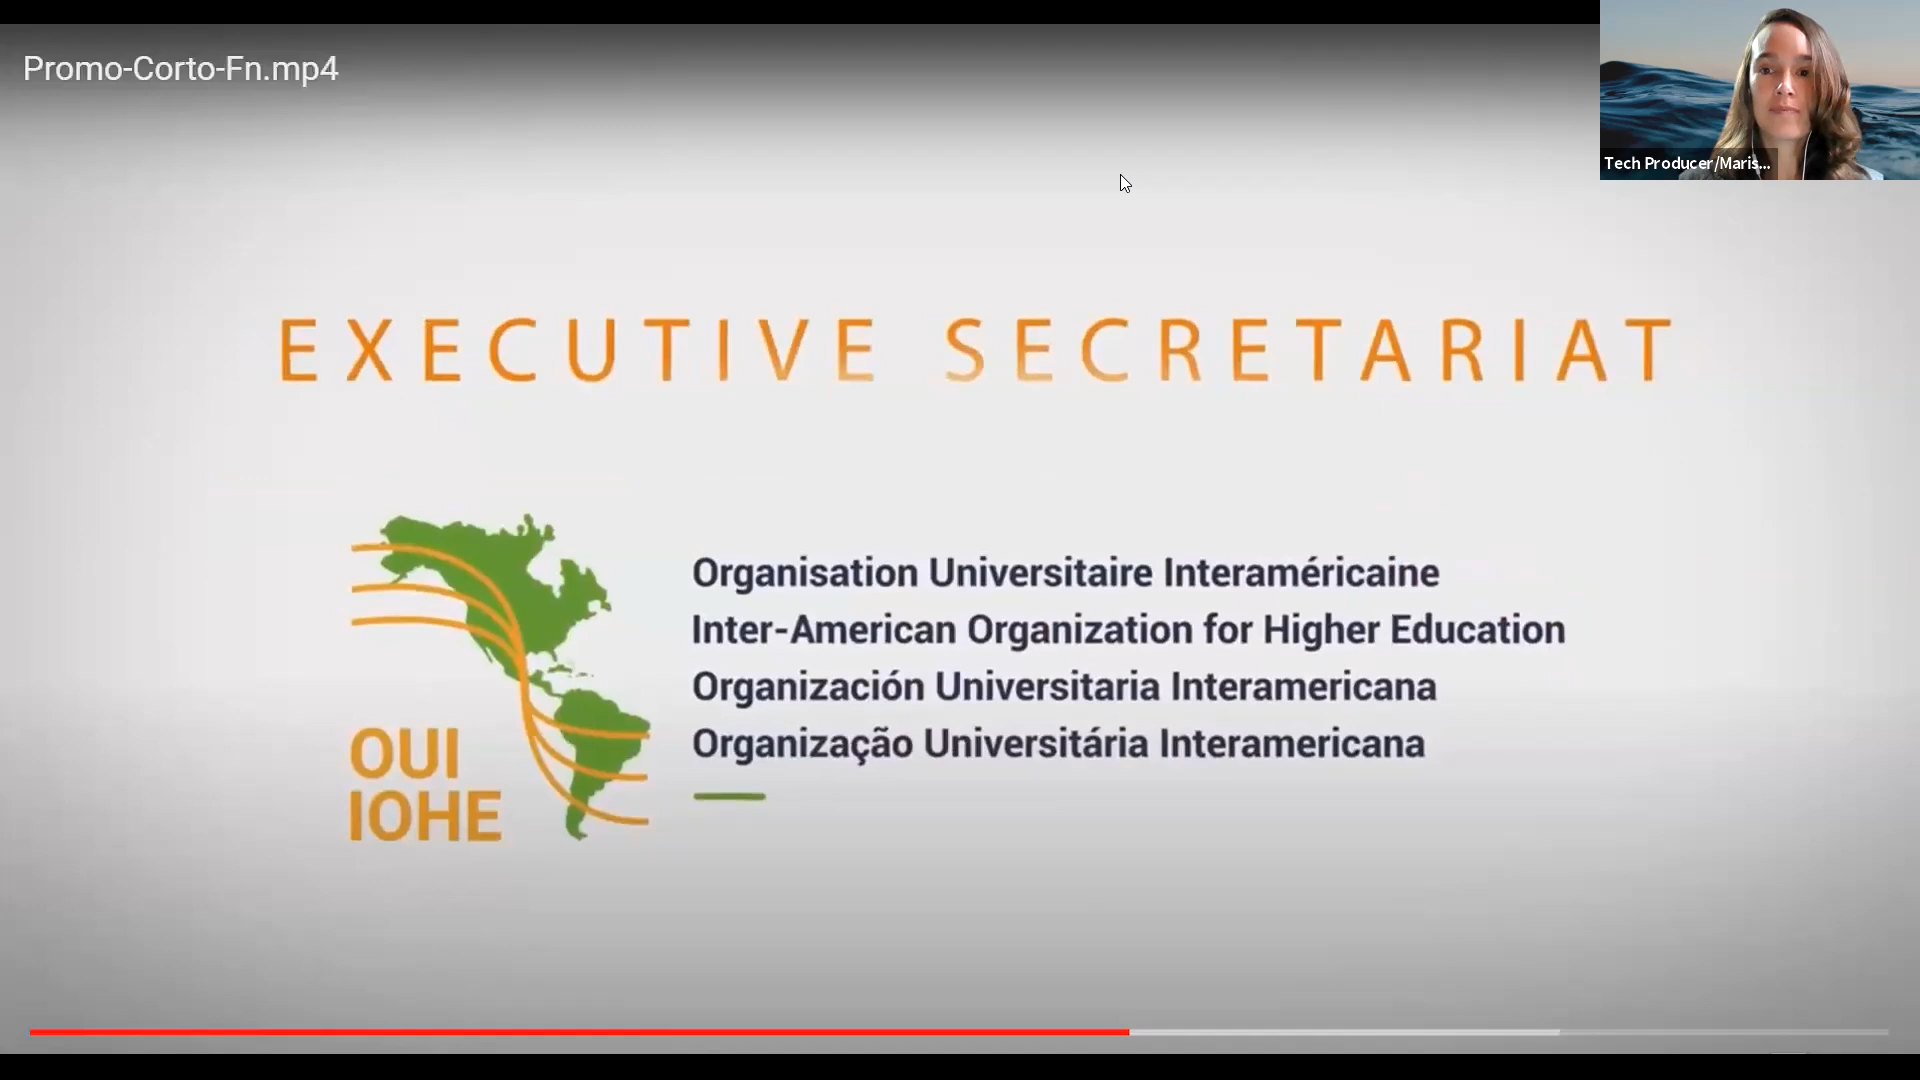 Promo-Corto-Fn.mp4
Tech Producer/Maris...
EXECUTIVE SECRETARIAT
Organisation Universitaire Interaméricaine
Inter-American Organization for Higher Education
Organización Universitaria Interamericana
Organização Universitária Interamericana
OUI
IOHE